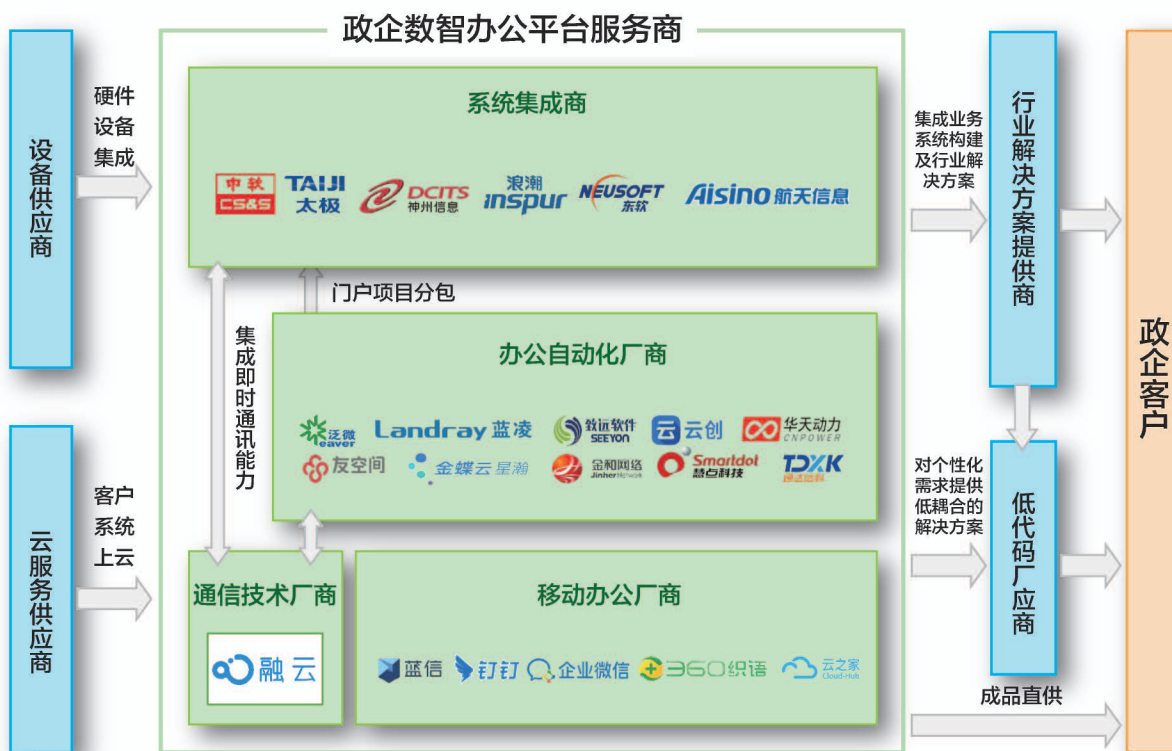 政企数智办公平台服务商
设备供应商
硬件
设备
集成
系统集成商
中软
CS&S
TAIJI
太极
DCITS
神州信息
浪潮
inspur
NEUSOFT
东软
Aisino 航天信息
集成业务
系统构建
及行业解
决方案
行业解决方案提供商
政企客户
门户项目分包
集成即时通讯能力
办公自动化厂商
泛微
eaver
Landray 蓝凌
致远软件
SEEYON
云 云创
华天动力
CNPOWER
友空间
金蝶云 星瀚
金和网络
Jinher Network
Smartdot
慧点科技
TDXK
通达信科
云服务供应商
客户
系统
上云
对个性化
需求提供
低耦合的
解决方案
低代码厂应商
通信技术厂商
融云
移动办公厂商
蓝信
钉钉
企业微信
360织语
云之家
Cloud-Hub
成品直供